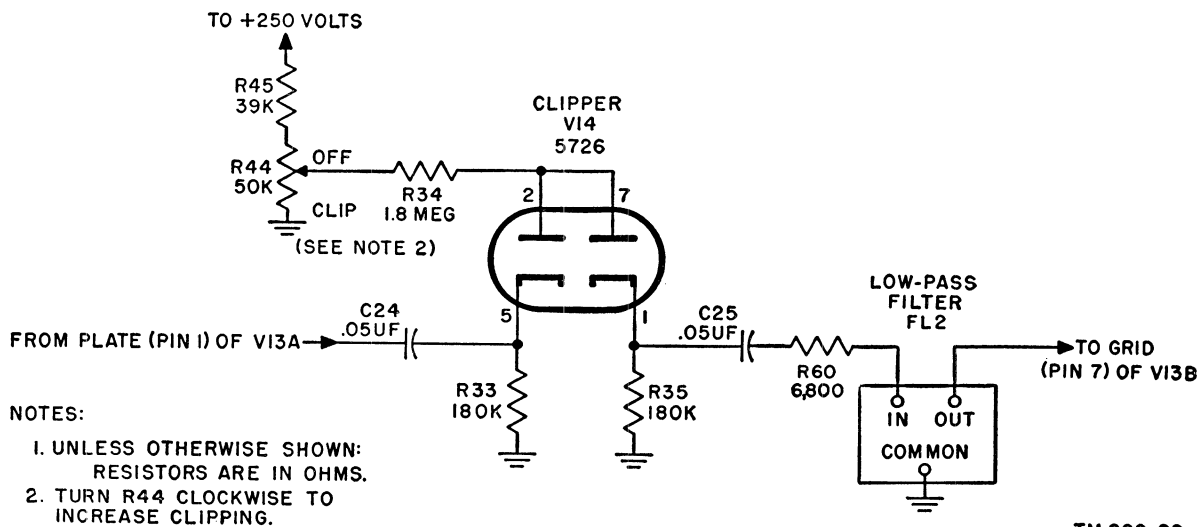 TO +250 VOLTS
R45
39K
R44
50K
OFF
CLIP
(SEE NOTE 2)
R34
1.8 MEG
CLIPPER
V14
5726
2
7
5
1
C24
.05UF
FROM PLATE (PIN 1) OF V13A
R33
180K
R35
180K
C25
.05UF
R60
6,800
LOW-PASS
FILTER
FL2
IN OUT
COMMON
TO GRID
(PIN 7) OF V13B
NOTES:
1. UNLESS OTHERWISE SHOWN:
RESISTORS ARE IN OHMS.
2. TURN R44 CLOCKWISE TO
INCREASE CLIPPING.